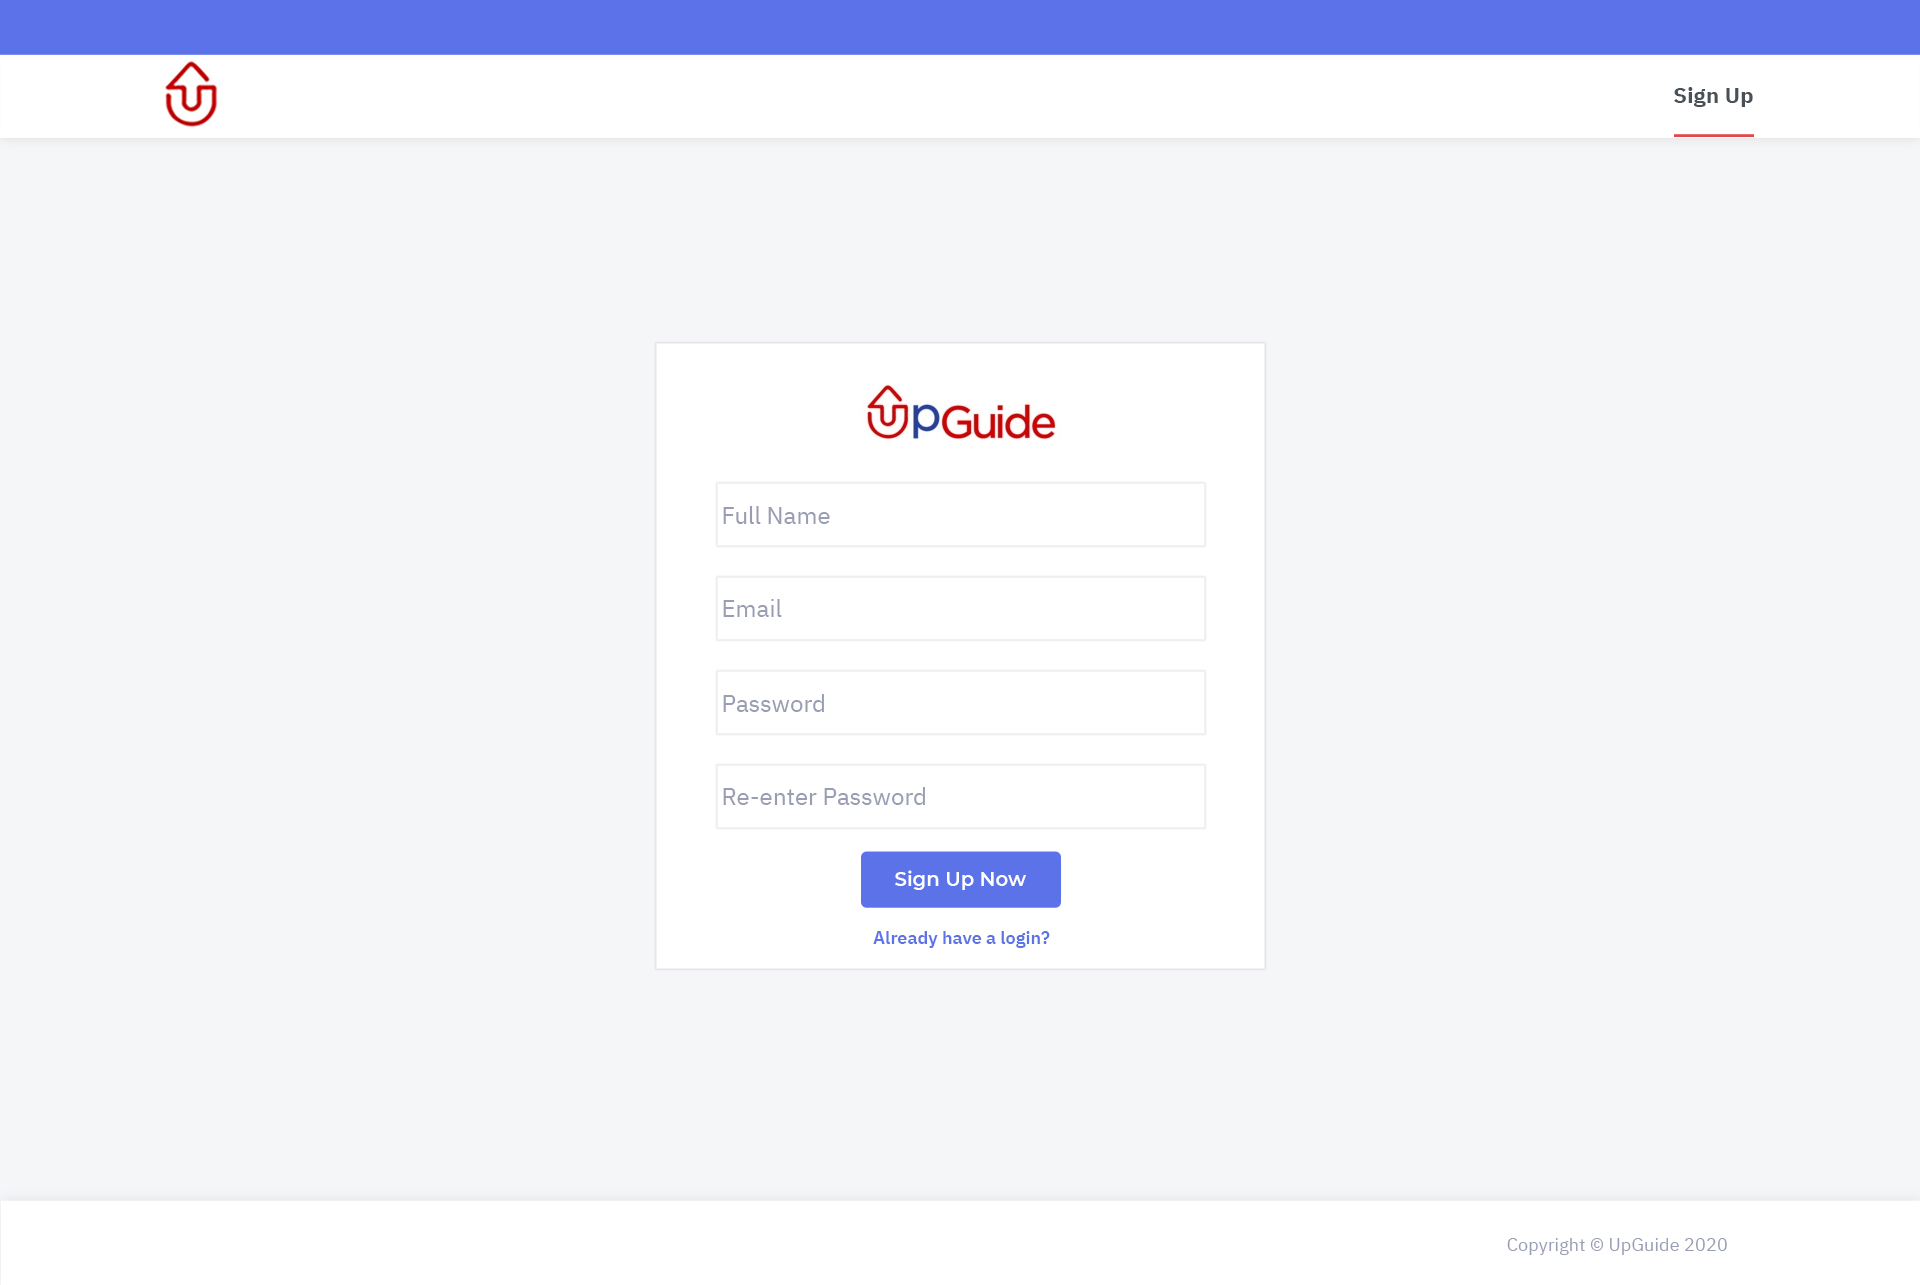 Sign Up
UpGuide
Full Name
Email
Password
Re-enter Password
Sign Up Now
Already have a login?
Copyright © UpGuide 2020